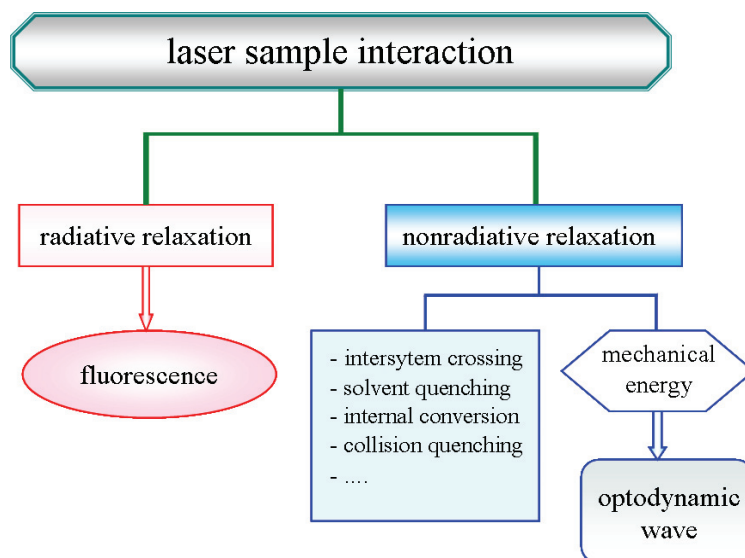 laser sample interaction
radiative relaxation
nonradiative relaxation
fluorescence
- intersytem crossing
- solvent quenching
- internal conversion
- collision quenching
- ....
mechanical
energy
optodynamic
wave